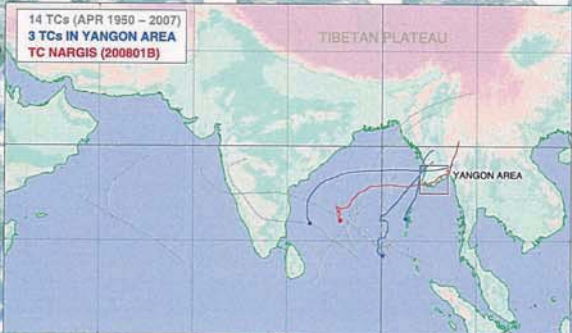 14 TCs (APR 1950 – 2007)
3 TCs IN YANGON AREA
TC NARGIS (200801B)
TIBETAN PLATEAU
YANGON AREA